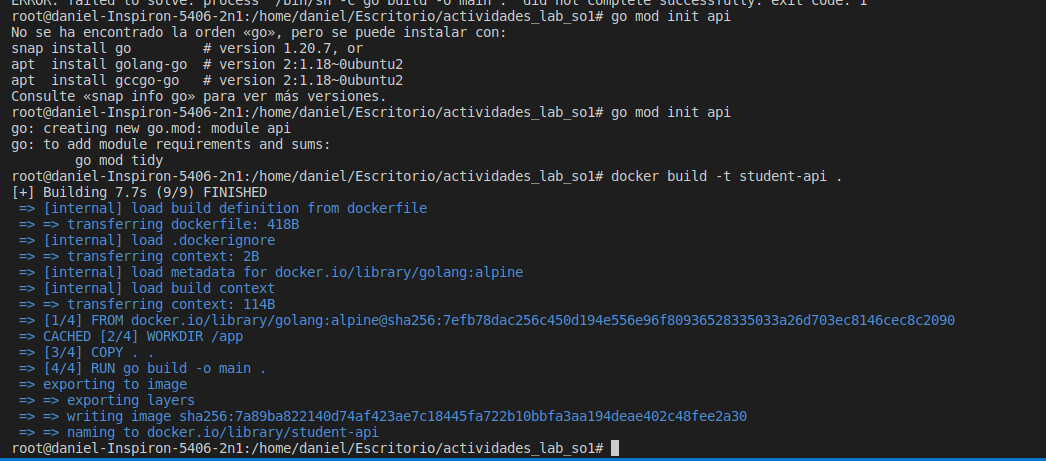 ERROR: failed to solve: process "/bin/sh -c go build -o main ." did not complete successfully: exit code: 1
root@daniel-Inspiron-5406-2n1:/home/daniel/Escritorio/actividades_lab_so1# go mod init api
No se ha encontrado la orden «go», pero se puede instalar con:
snap install go         # version 1.20.7, or
apt  install golang-go  # version 2:1.18~0ubuntu2
apt  install gccgo-go   # version 2:1.18~0ubuntu2
Consulte «snap info go» para ver más versiones.
root@daniel-Inspiron-5406-2n1:/home/daniel/Escritorio/actividades_lab_so1# go mod init api
go: creating new go.mod: module api
go: to add module requirements and sums:
        go mod tidy
root@daniel-Inspiron-5406-2n1:/home/daniel/Escritorio/actividades_lab_so1# docker build -t student-api .
[+] Building 7.7s (9/9) FINISHED
 => [internal] load build definition from dockerfile
 => => transferring dockerfile: 418B
 => [internal] load .dockerignore
 => => transferring context: 2B
 => [internal] load metadata for docker.io/library/golang:alpine
 => [internal] load build context
 => => transferring context: 114B
 => [1/4] FROM docker.io/library/golang:alpine@sha256:7efb78dac256c450d194e556e96f80936528335033a26d703ec8146cec8c2090
 => CACHED [2/4] WORKDIR /app
 => [3/4] COPY . .
 => [4/4] RUN go build -o main .
 => exporting to image
 => => exporting layers
 => => writing image sha256:7a89ba822140d74af423ae7c18445fa722b10bbfa3aa194deae402c48fee2a30
 => => naming to docker.io/library/student-api
root@daniel-Inspiron-5406-2n1:/home/daniel/Escritorio/actividades_lab_so1#